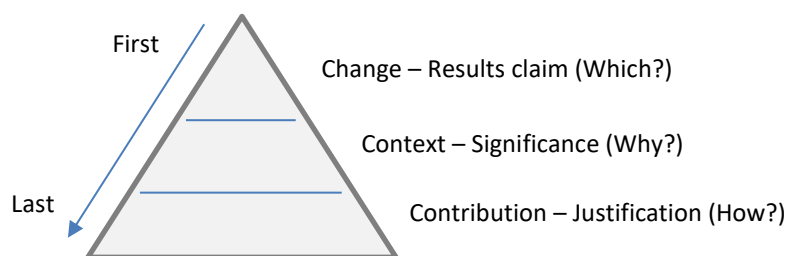 First
Change – Results claim (Which?)
Context – Significance (Why?)
Last
Contribution – Justification (How?)